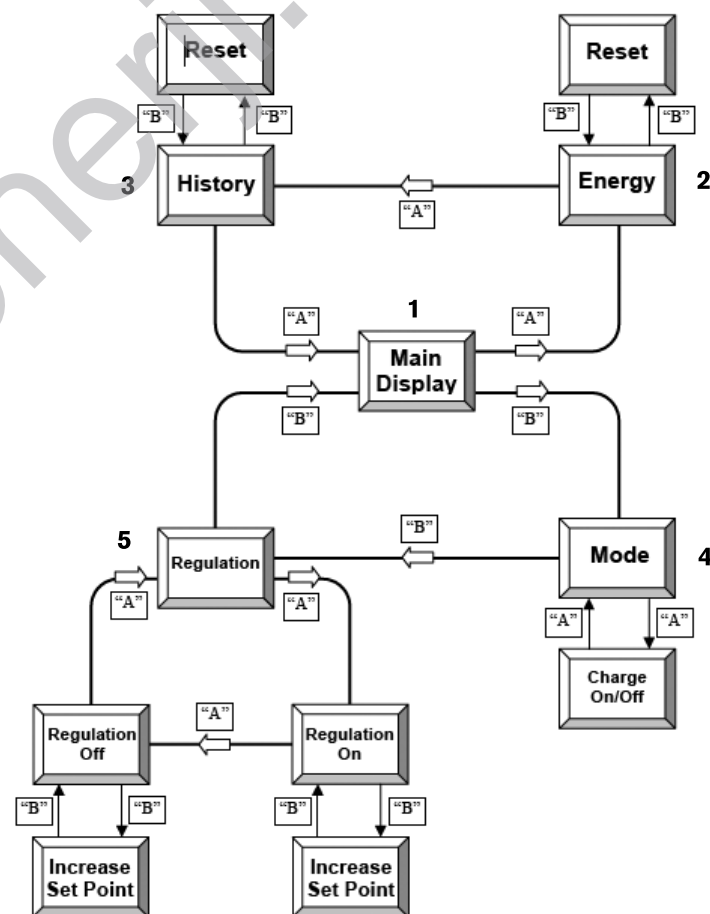 Reset
Reset
“B”
“B”
“B”
“B”
3
History
Energy
2
“A”
“A”
1
“A”
Main
Display
“B”
“B”
5
Regulation
“B”
Mode
4
“A”
“A”
“A”
“A”
Charge
On/Off
Regulation
Off
“A”
Regulation
On
“B”
“B”
“B”
“B”
Increase
Set Point
Increase
Set Point
enerji.